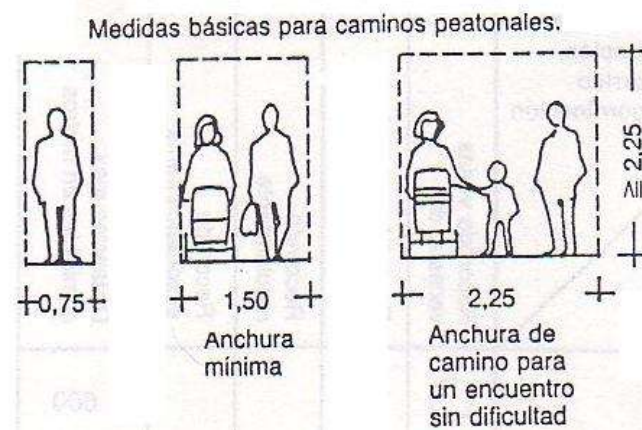 Medidas básicas para caminos peatonales.
≥ 2,25
0,75
1,50
2,25
Anchura
mínima
Anchura de
camino para
un encuentro
sin dificultad
600